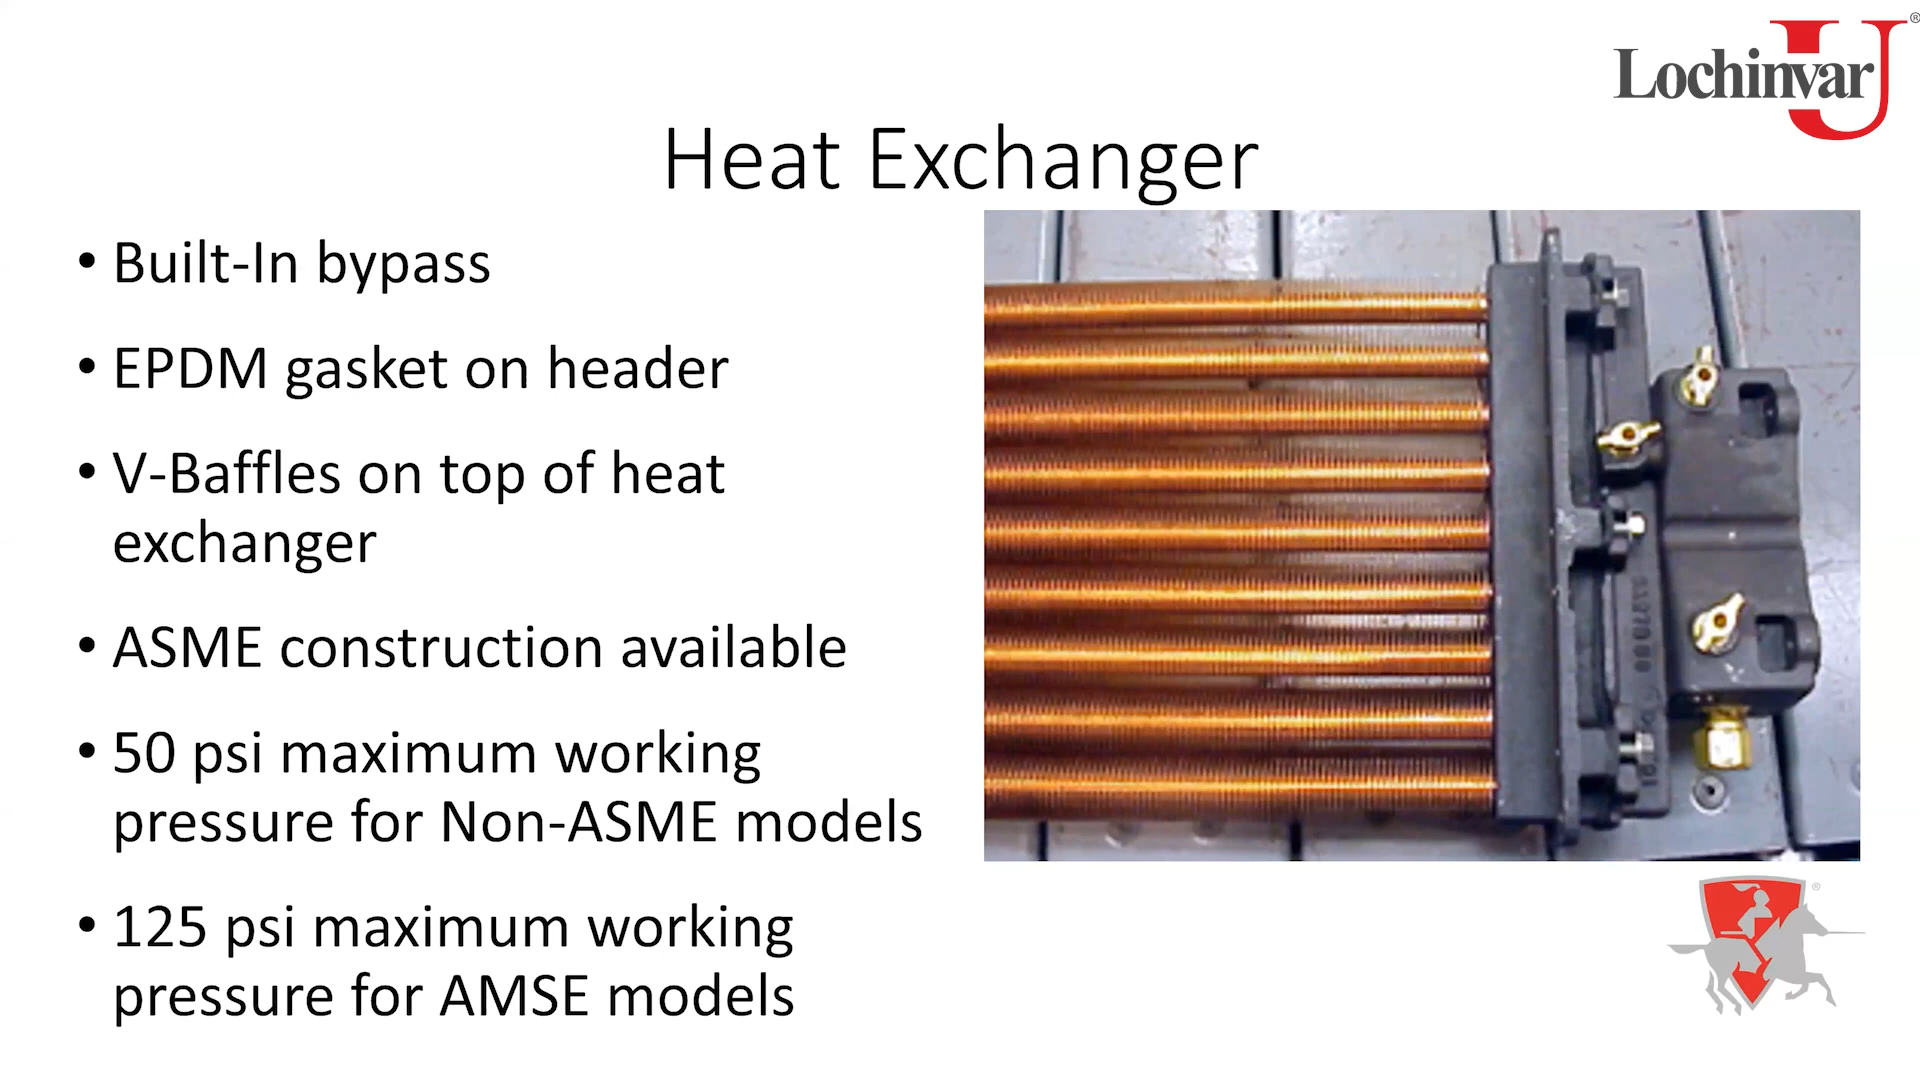 Lochinvar U®
Heat Exchanger
• Built-In bypass
• EPDM gasket on header
• V-Baffles on top of heat
exchanger
• ASME construction available
• 50 psi maximum working
pressure for Non-ASME models
• 125 psi maximum working
pressure for AMSE models
®